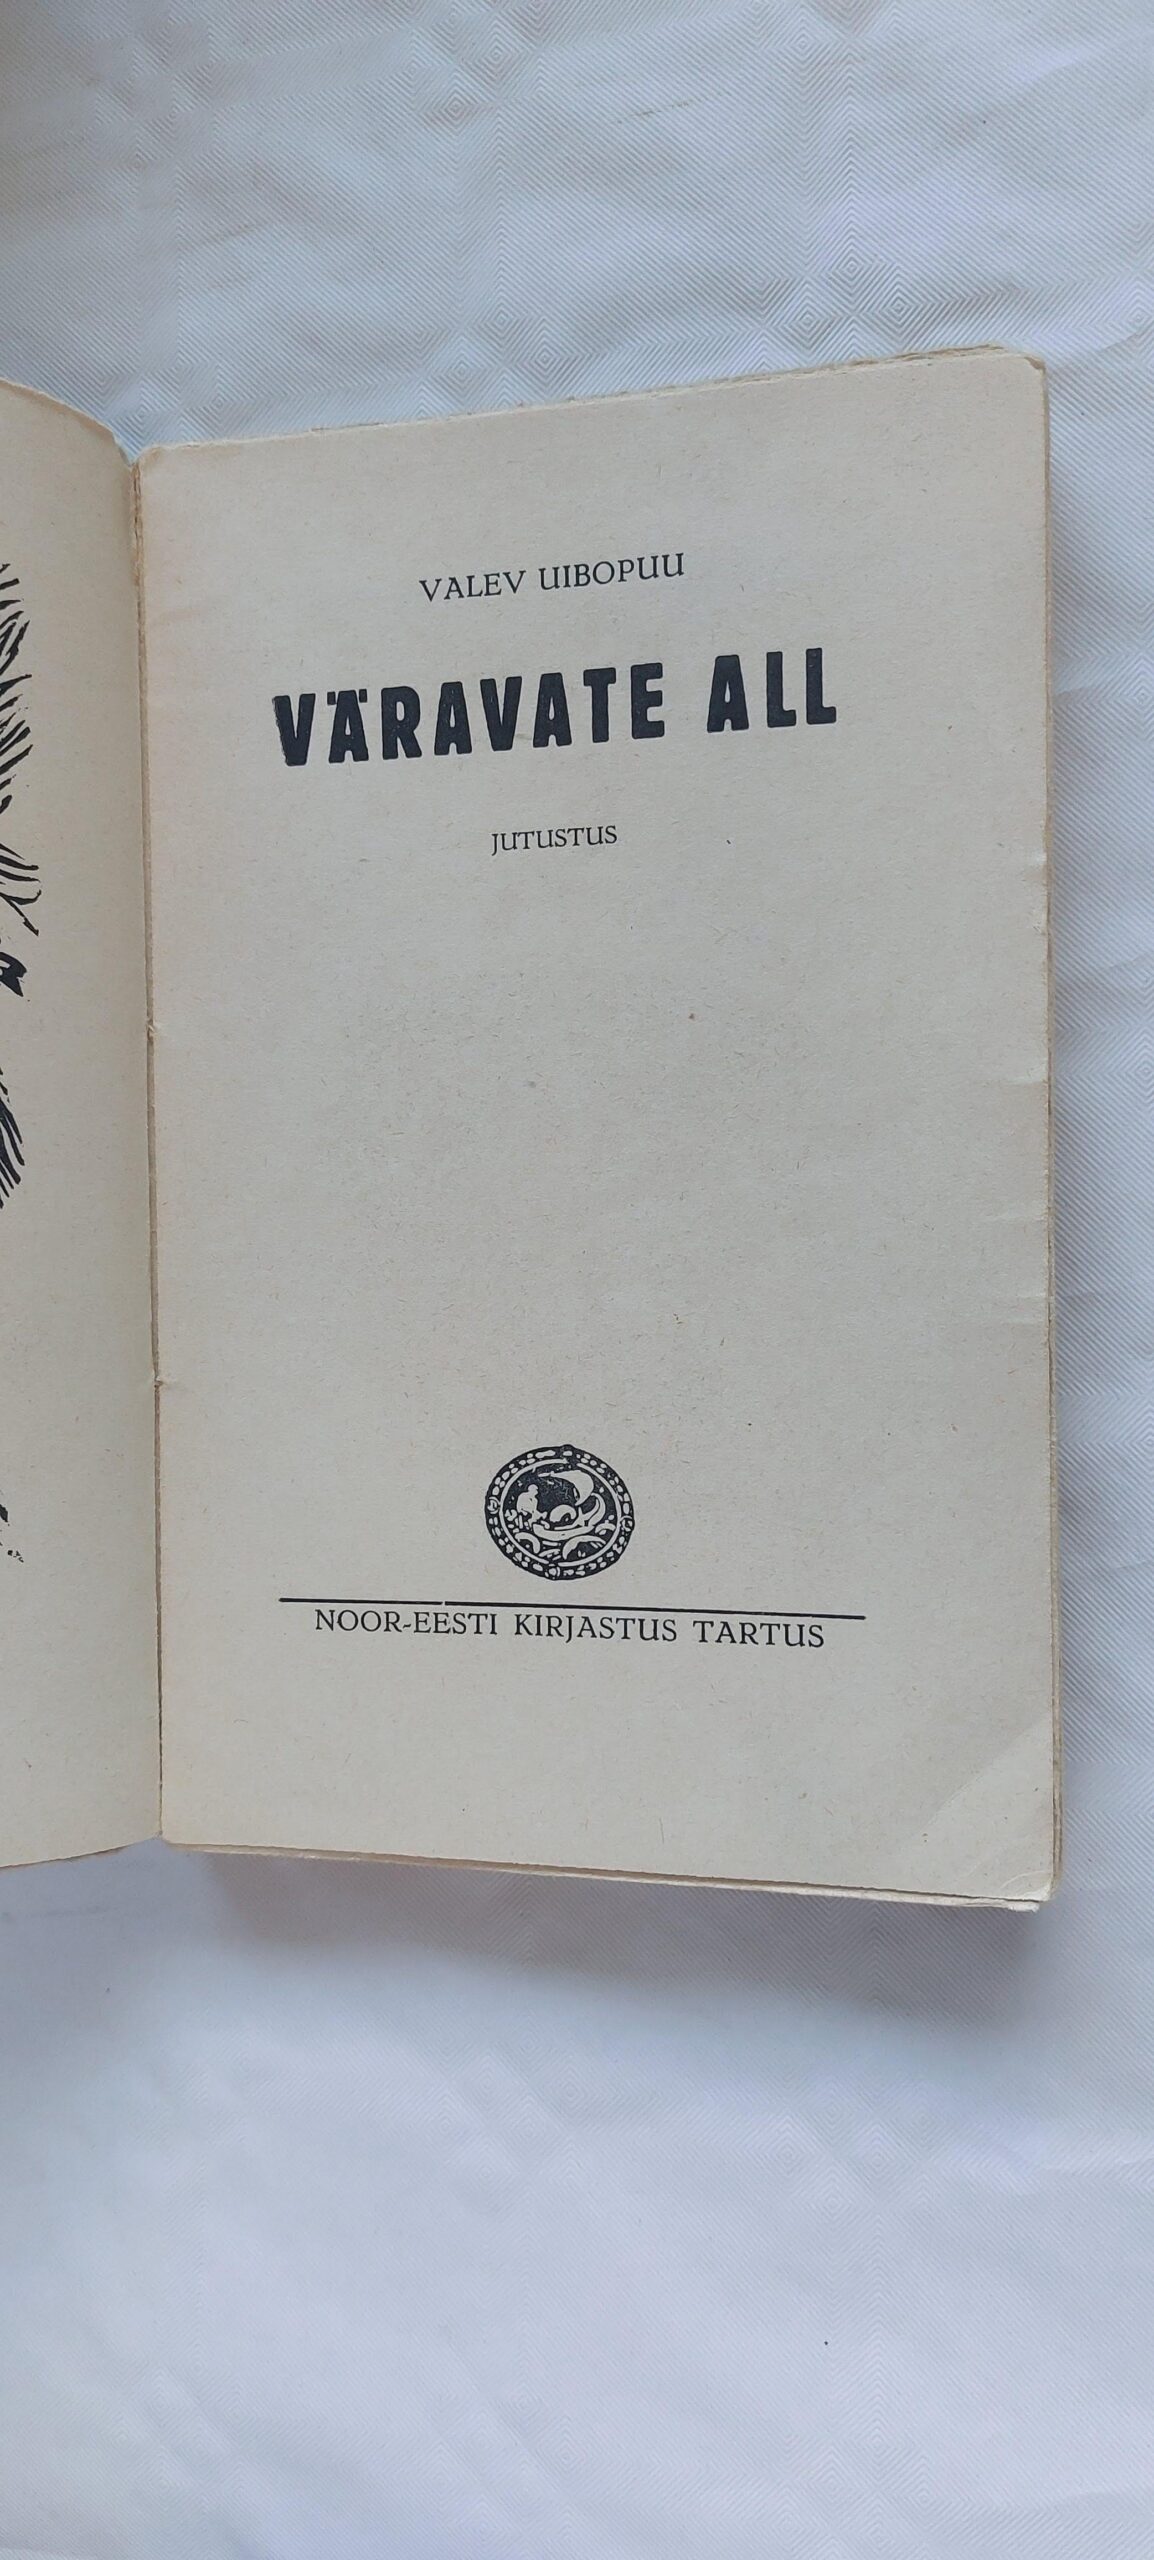 VALEV UIBOPUU
VÄRAVATE ALL
JUTUSTUS
NOOR-EESTI KIRJASTUS TARTUS